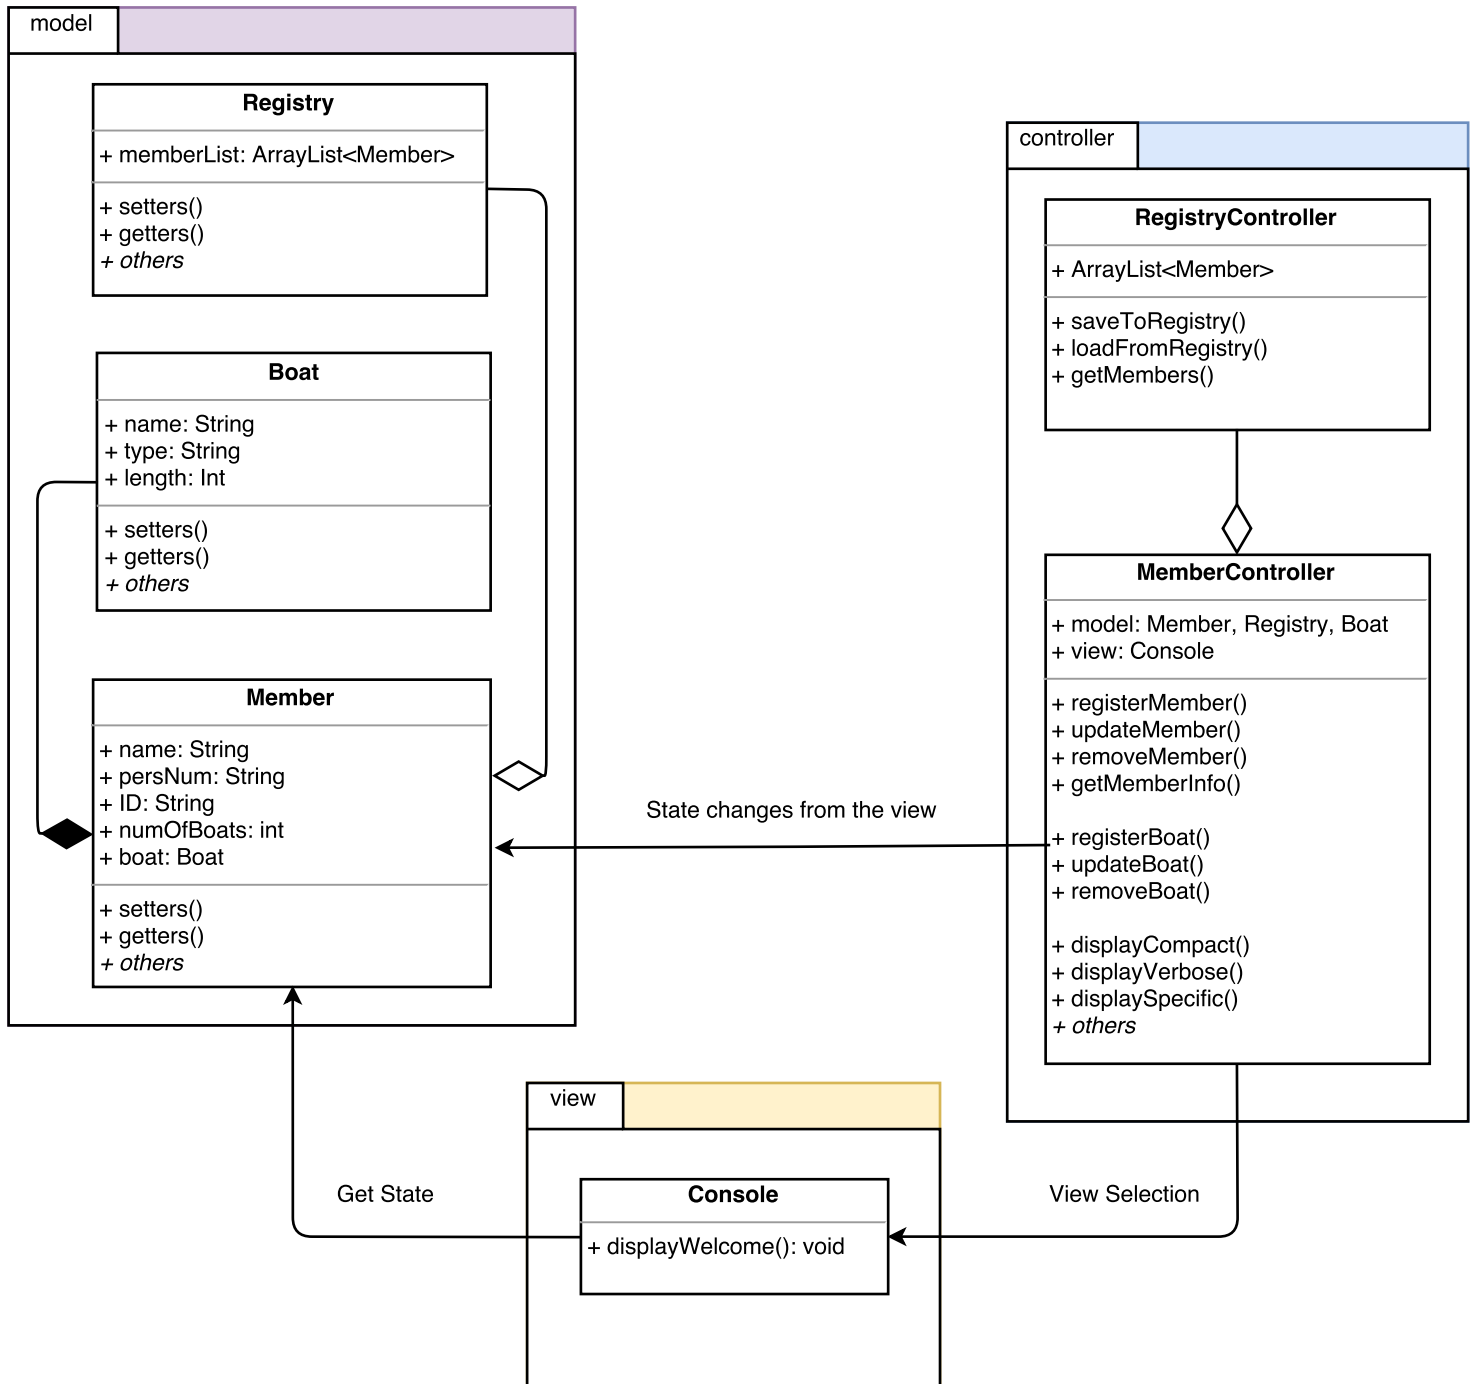 model
Registry
+ memberList: ArrayList<Member>
+ setters()
+ getters()
+ others
Boat
+ name: String
+ type: String
+ length: Int
+ setters()
+ getters()
+ others
Member
+ name: String
+ persNum: String
+ ID: String
+ numOfBoats: int
+ boat: Boat
+ setters()
+ getters()
+ others
State changes from the view
controller
RegistryController
+ ArrayList<Member>
+ saveToRegistry()
+ loadFromRegistry()
+ getMembers()
MemberController
+ model: Member, Registry, Boat
+ view: Console
+ registerMember()
+ updateMember()
+ removeMember()
+ getMemberInfo()
+ registerBoat()
+ updateBoat()
+ removeBoat()
+ displayCompact()
+ displayVerbose()
+ displaySpecific()
+ others
view
Get State
Console
+ displayWelcome(): void
View Selection